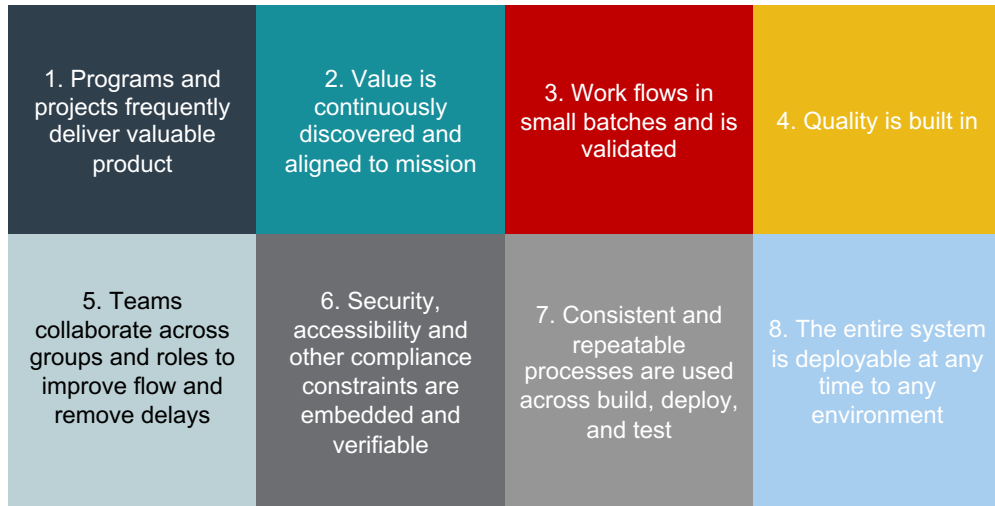 1. Programs and
projects frequently
deliver valuable
product
2. Value is
continuously
discovered and
aligned to mission
3. Work flows in
small batches and is
validated
4. Quality is built in
5. Teams
collaborate across
groups and roles to
improve flow and
remove delays
6. Security,
accessibility and
other compliance
constraints are
embedded and
verifiable
7. Consistent and
repeatable
processes are used
across build, deploy,
and test
8. The entire system
is deployable at any
time to any
environment